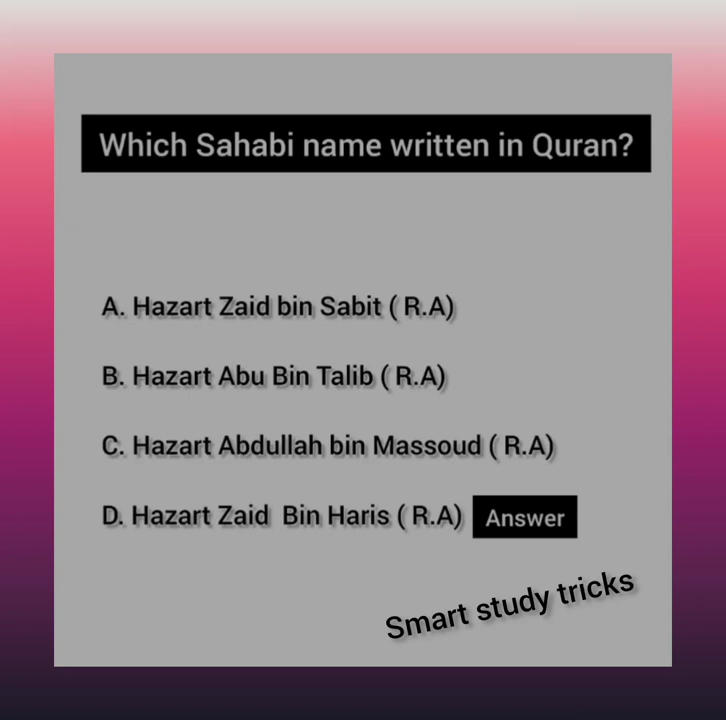 Which Sahabi name written in Quran?
A. Hazart Zaid bin Sabit ( R.A)
B. Hazart Abu Bin Talib ( R.A)
C. Hazart Abdullah bin Massoud ( R.A)
D. Hazart Zaid Bin Haris ( R.A) Answer
Smart study tricks